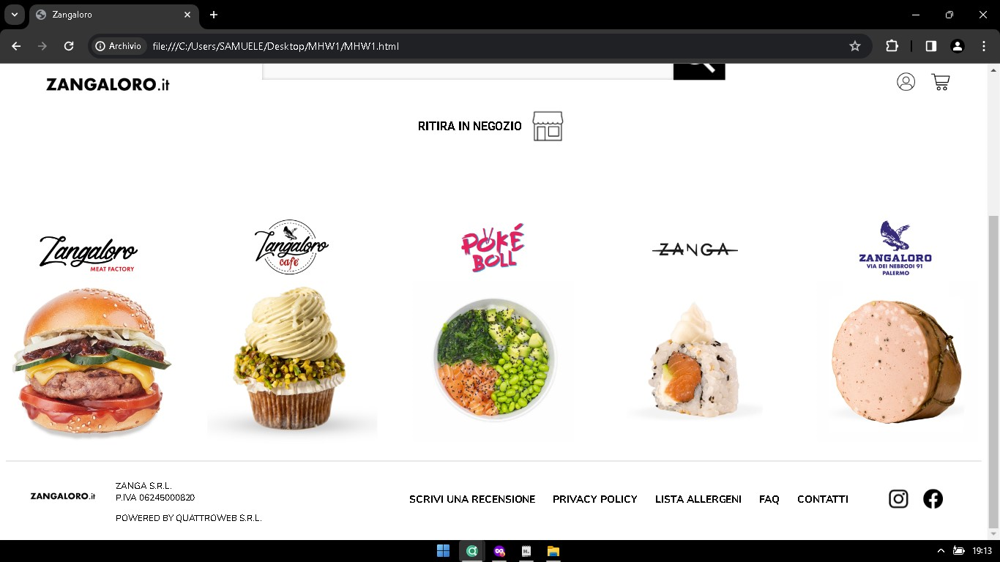 Zangaloro
Archivio
file:///C:/Users/SAMUELE/Desktop/MHW1/MHW1.html
ZANGALORO.it
RITIRA IN NEGOZIO
Zangaloro
MEAT FACTORY
Zangaloro
cafe
POKÉ
BOLL
ZANGA
ZANGALORO
VIA DEI NEBRODI 91
PALERMO
ZANGALORO.it
ZANGA S.R.L.
P.IVA 06245000820
POWERED BY QUATTROWEB S.R.L.
SCRIVI UNA RECENSIONE
PRIVACY POLICY
LISTA ALLERGENI
FAQ
CONTATTI
19:13